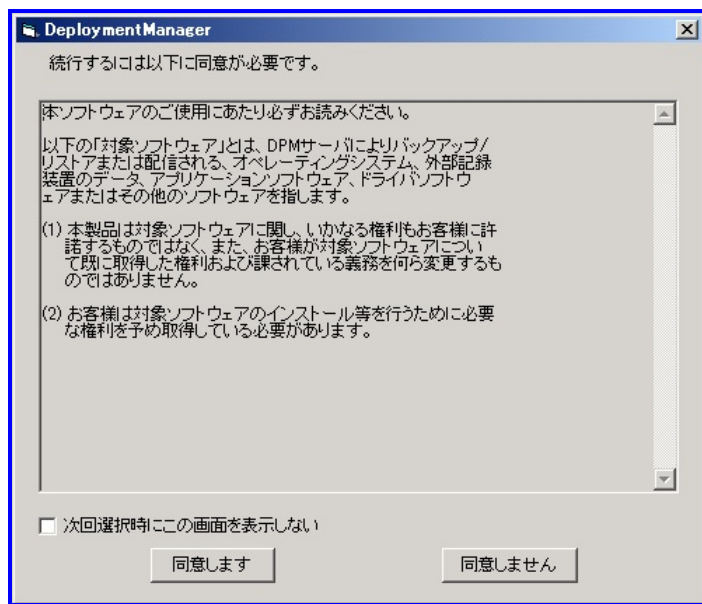 DeploymentManager
続行するには以下に同意が必要です。
本ソフトウェアのご使用にあたり必ずお読みください。
以下の「対象ソフトウェア」とは、DPMサーバによりバックアップ/
リストアまたは配信される、オペレーティングシステム、外部記録
装置のデータ、アプリケーションソフトウェア、ドライバソフトウ
ェアまたはその他のソフトウェアを指します。
(1) 本製品は対象ソフトウェアに関し、いかなる権利もお客様に許
諾するものではなく、また、お客様が対象ソフトウェアについ
て既に取得した権利および課されている義務を何ら変更するも
のではありません。
(2) お客様は対象ソフトウェアのインストール等を行うために必要
な権利を予め取得している必要があります。
次回選択時にこの画面を表示しない
同意します
同意しません